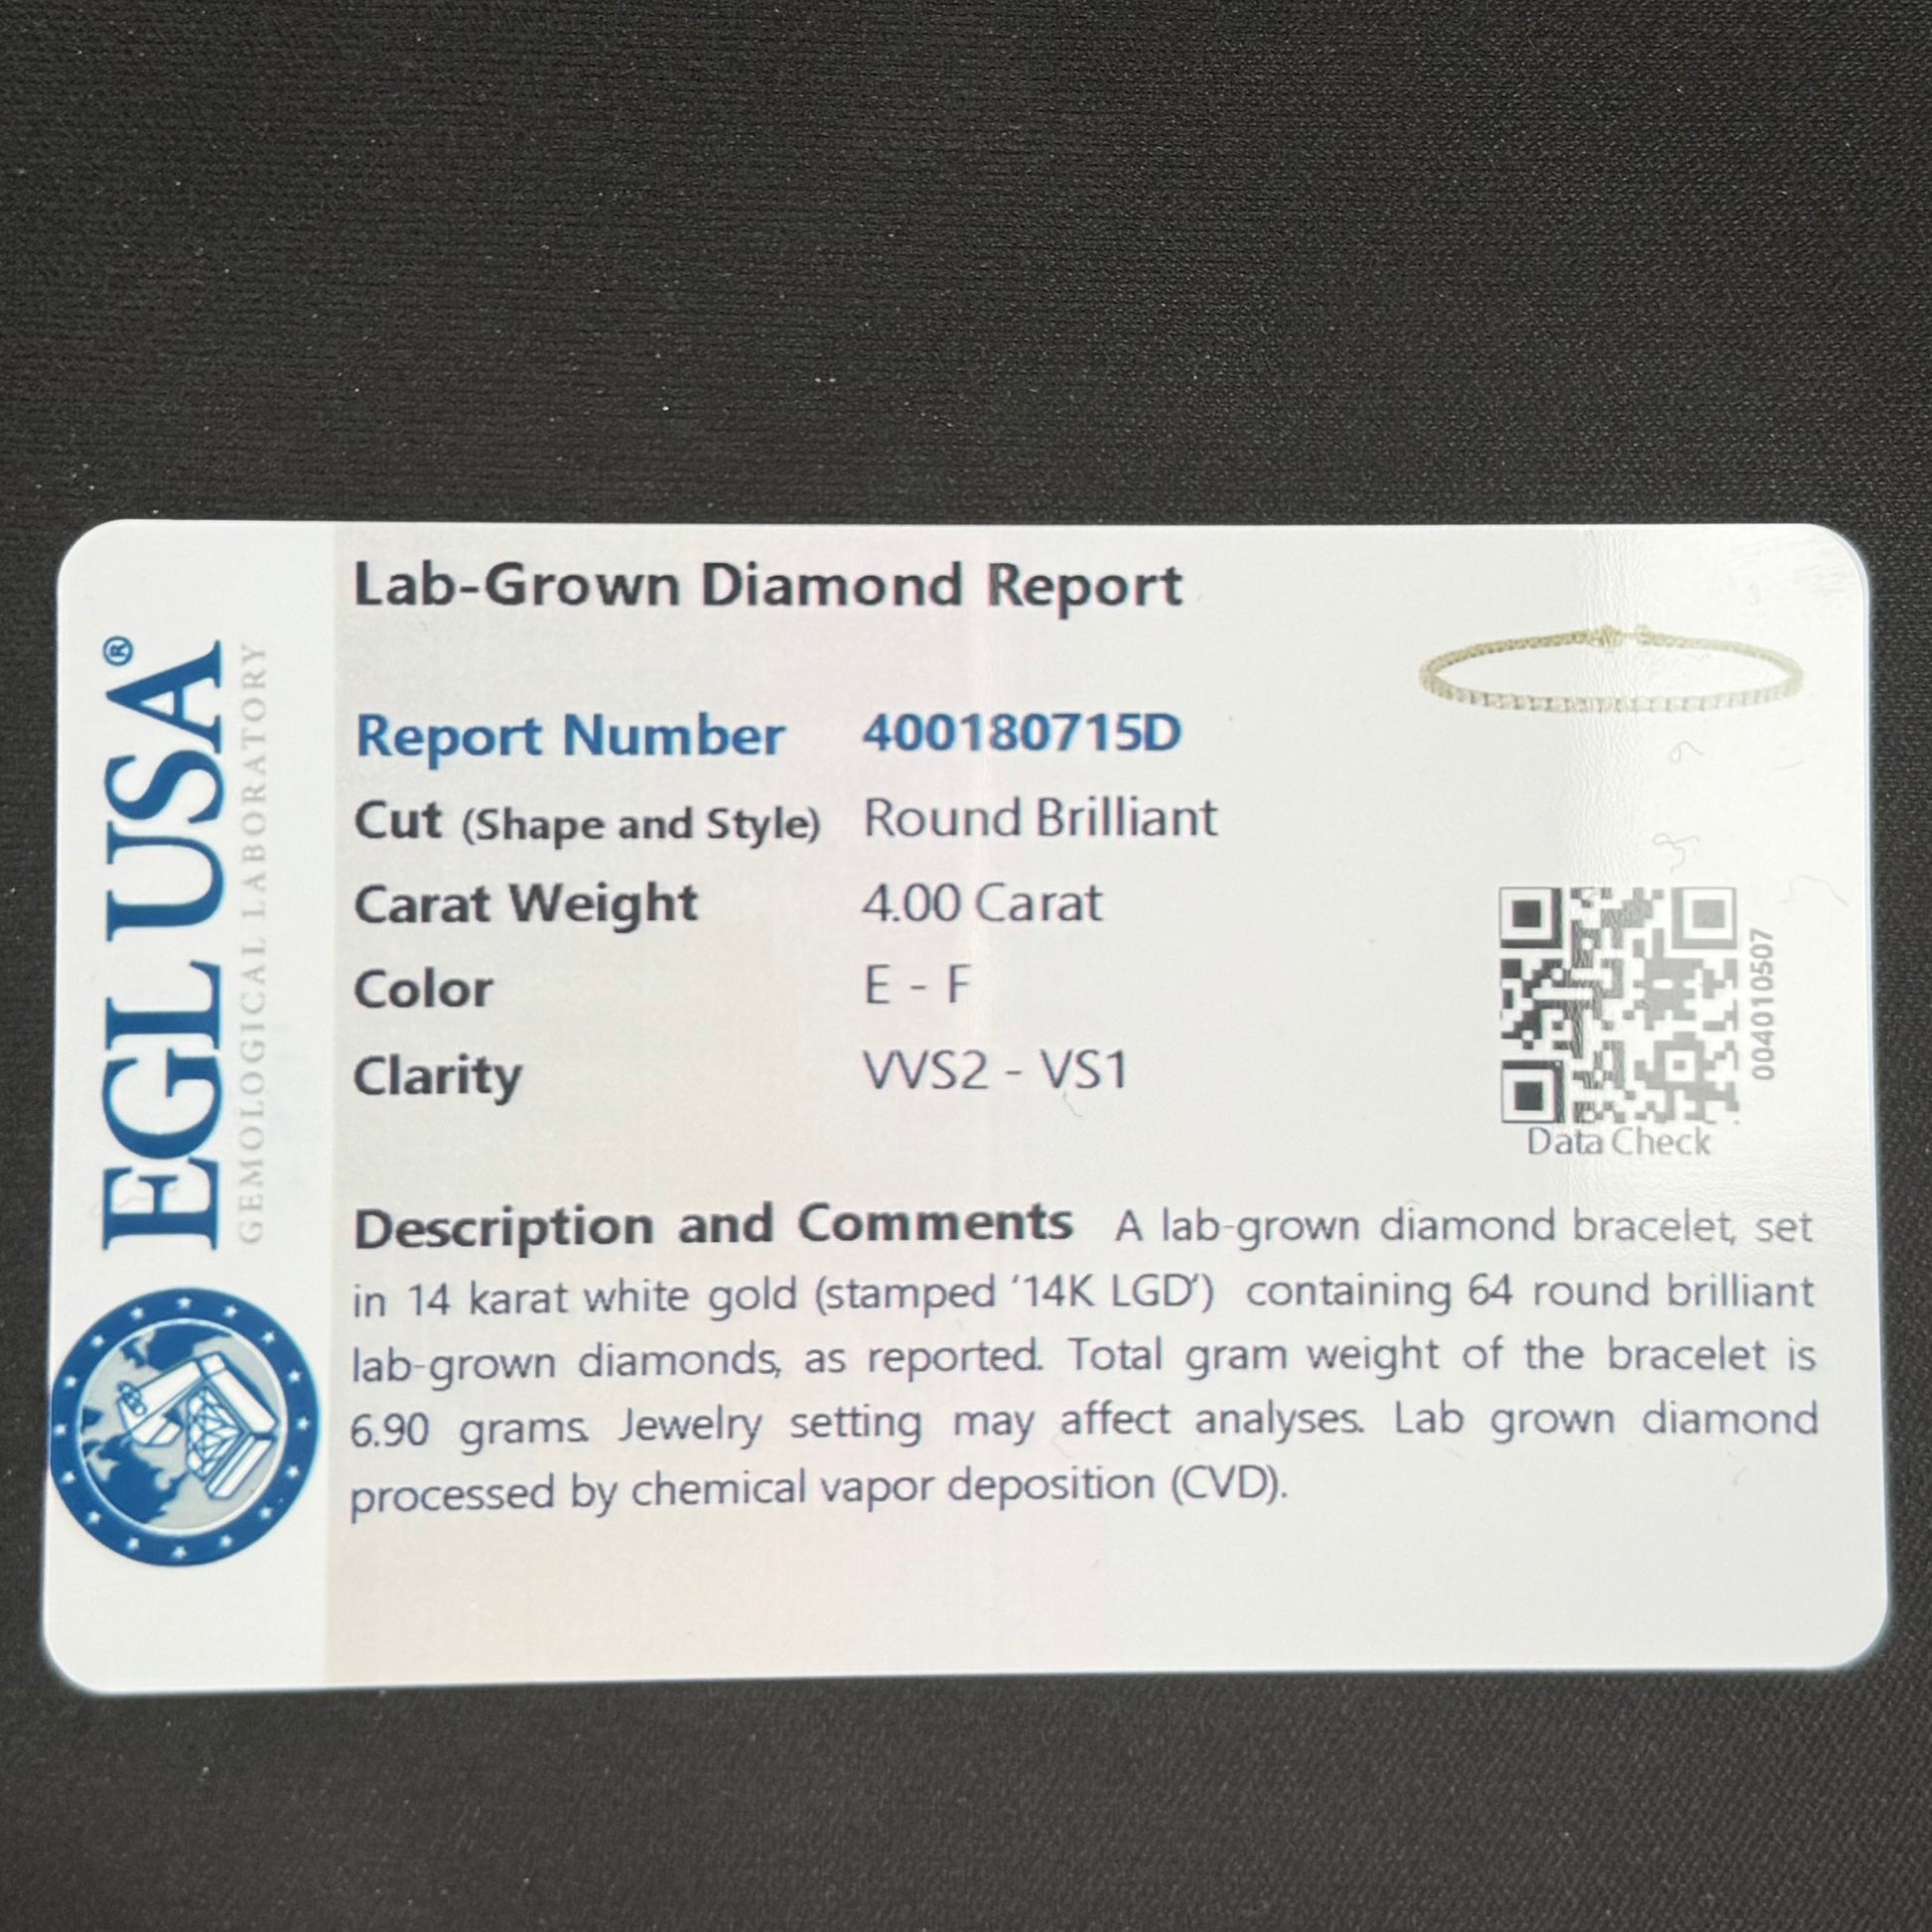 EGL USA®
GEMOLOGICAL LABORATORY
Lab-Grown Diamond Report
Report Number 400180715D
Cut (Shape and Style) Round Brilliant
Carat Weight 4.00 Carat
Color E - F
Clarity VVS2 - VS1
004010507
Data Check
Description and Comments A lab-grown diamond bracelet, set
in 14 karat white gold (stamped '14K LGD') containing 64 round brilliant
lab-grown diamonds, as reported. Total gram weight of the bracelet is
6.90 grams. Jewelry setting may affect analyses. Lab grown diamond
processed by chemical vapor deposition (CVD).